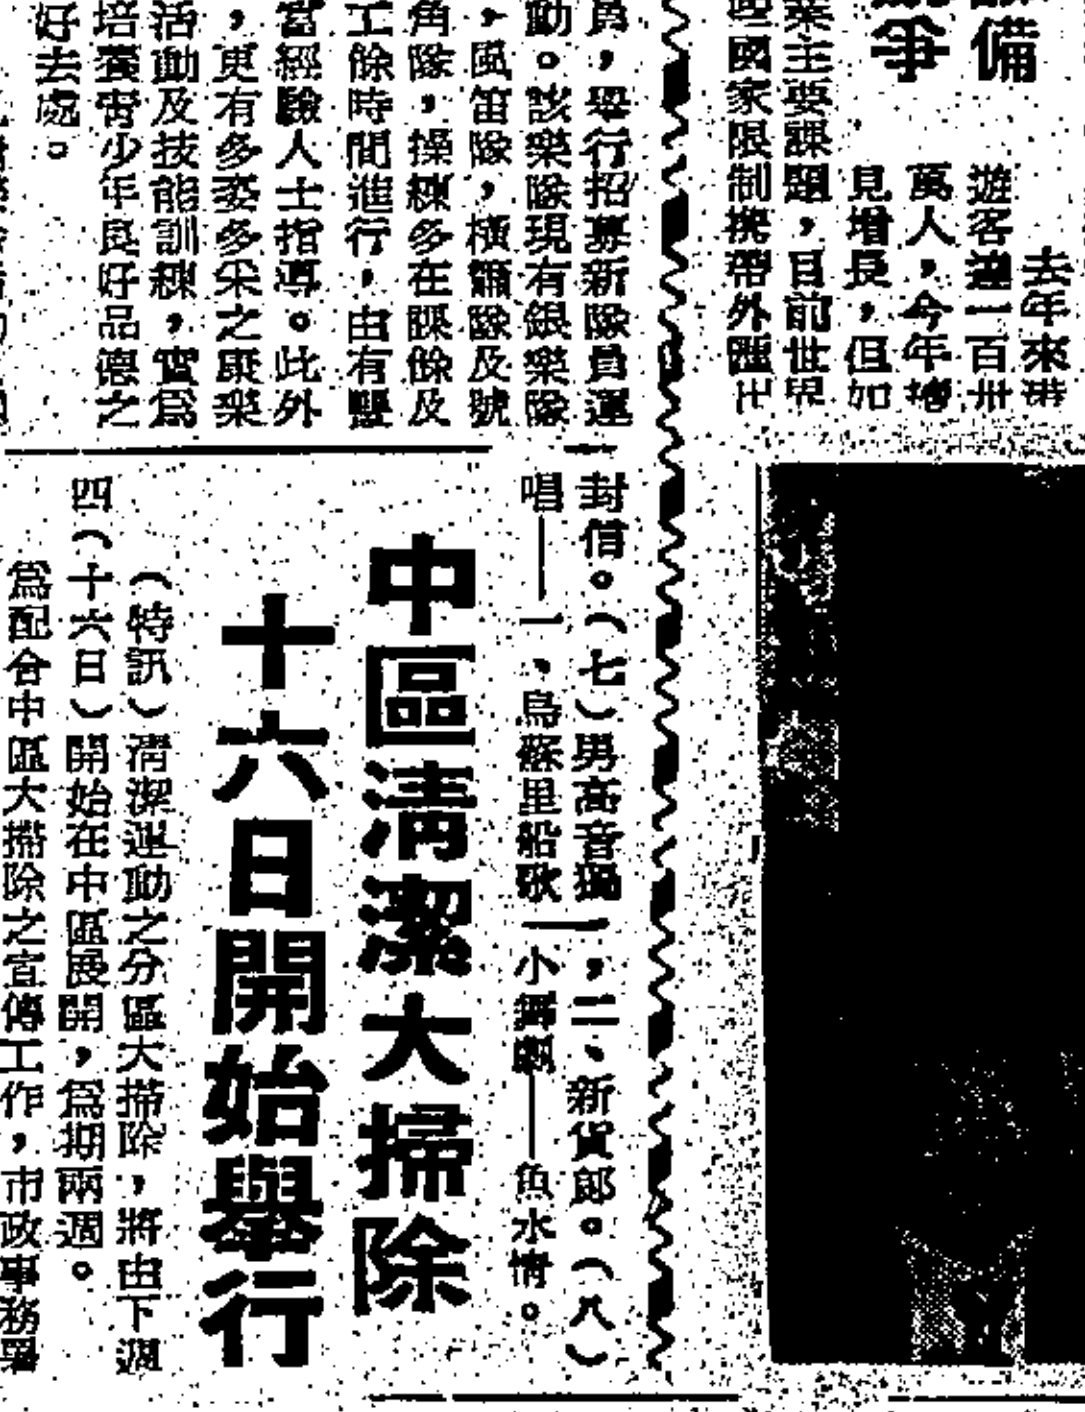 備
爭
去年來港
遊客達一百卅
萬人，今年增
見增長，但如
業主要課題，目前世界
國家限制携帶外匯出
員，舉行招募新隊員運
動。該樂隊現有銀樂隊
，風笛隊，橫簫隊及號
角隊，操練多在課餘及
工餘時間進行，由有豐
富經驗人士指導。此外
，更有多姿多采之康樂
活動及技能訓練，實爲
培養靑少年良好品德之
好去處。
封信。（七）男高音獨
唱——一、烏蘇里船歌
，二、新貨郎。（八）
小舞劇——魚水情。
中區淸潔大掃除
十六日開始舉行
（特訊）淸潔運動之分區大掃除，將由下週
四（十六日）開始在中區展開，爲期兩週。
爲配合中區大掃除之宣傳工作，市政事務署